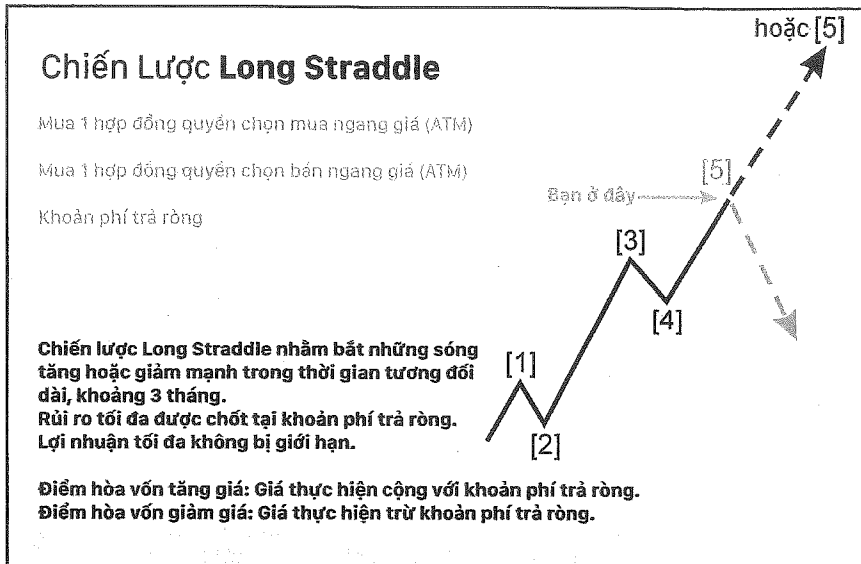 hoặc [5]
Chiến Lược Long Straddle
Mua 1 hợp đồng quyền chọn mua ngang giá (ATM)
Mua 1 hợp đồng quyền chọn bán ngang giá (ATM)
[5]
Bạn ở đây
Khoản phí trả ròng
[3]
[4]
Chiến lược Long Straddle nhằm bắt những sóng
tăng hoặc giảm mạnh trong thời gian tương đối
dài, khoảng 3 tháng.
[1]
Rủi ro tối đa được chốt tại khoản phí trả ròng.
Lợi nhuận tối đa không bị giới hạn.
[2]
Điểm hòa vốn tăng giá: Giá thực hiện cộng với khoản phí trả ròng.
Điểm hòa vốn giảm giá: Giá thực hiện trừ khoản phí trả ròng.